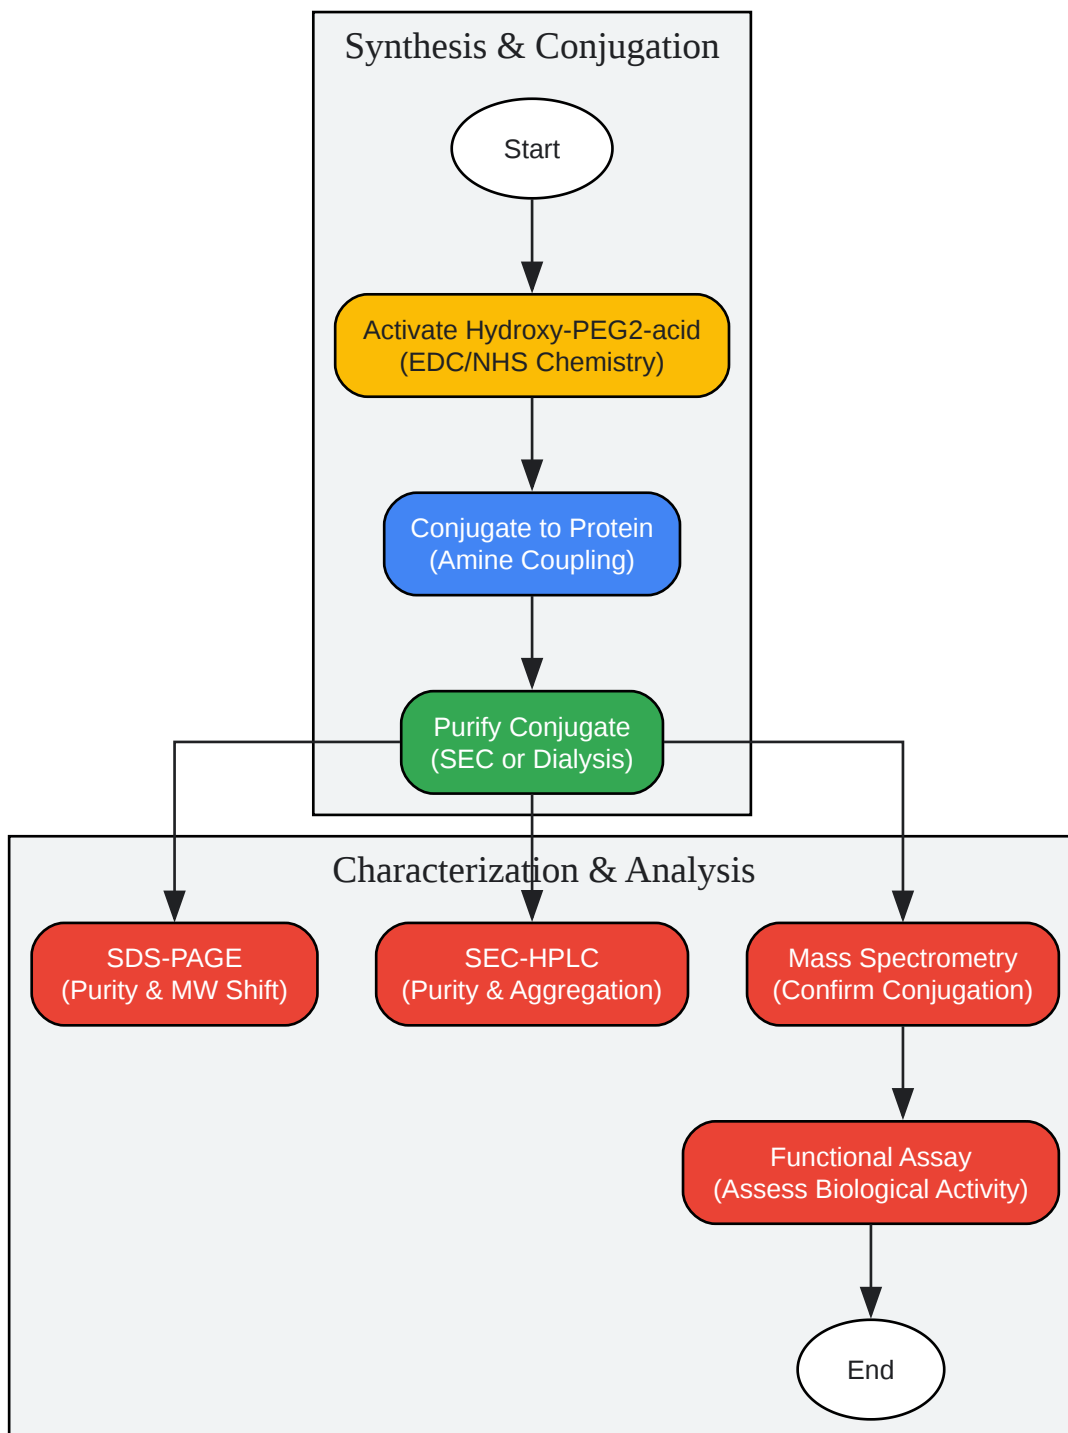 Synthesis & Conjugation
Start
Activate Hydroxy-PEG2-acid
(EDC/NHS Chemistry)
Conjugate to Protein
(Amine Coupling)
Purify Conjugate
(SEC or Dialysis)
Characterization & Analysis
SDS-PAGE
(Purity & MW Shift)
SEC-HPLC
(Purity & Aggregation)
Mass Spectrometry
(Confirm Conjugation)
Functional Assay
(Assess Biological Activity)
End